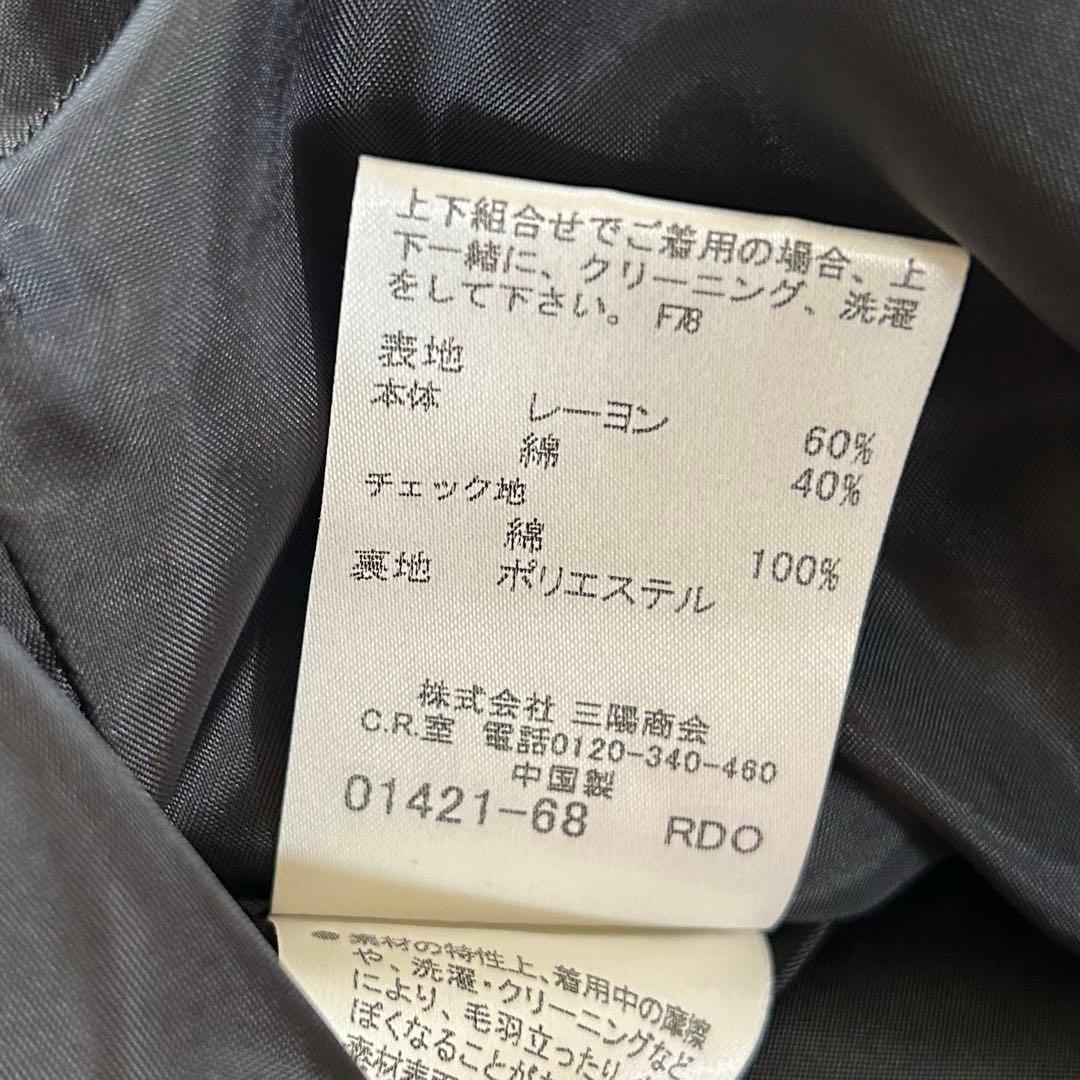 上下組合せでご着用の場合、上
下一緒に、クリーニング、洗濯
をして下さい。 F78
表地
本体 レーヨン 60%
綿 40%
チェック地
綿 100%
裏地 ポリエステル
株式会社 三陽商会
C.R.室 電話0120-340-460
中国製
01421-68 RDO
● 素材の特性上、着用中の摩擦
や、洗濯・クリーニングなど
により、毛羽立ったり
ぽくなることが
素材表面